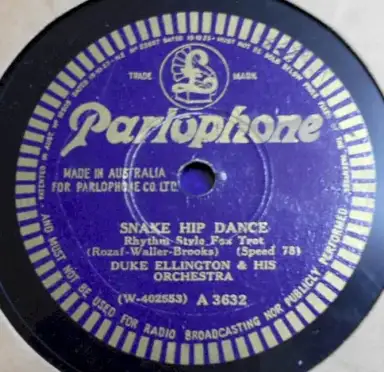 TRADE MARK
Parlophone
MADE IN AUSTRALIA
FOR PARLOPHONE CO. LTD.
SNAKE HIP DANCE
Rhythm Style Fox Trot
(Rozaf-Waller-Brooks) (Speed 78)
DUKE ELLINGTON & HIS
ORCHESTRA
(W-402553) A 3632
AND MUST NOT BE USED FOR RADIO BROADCASTING NOR PUBLICLY PERFORMED